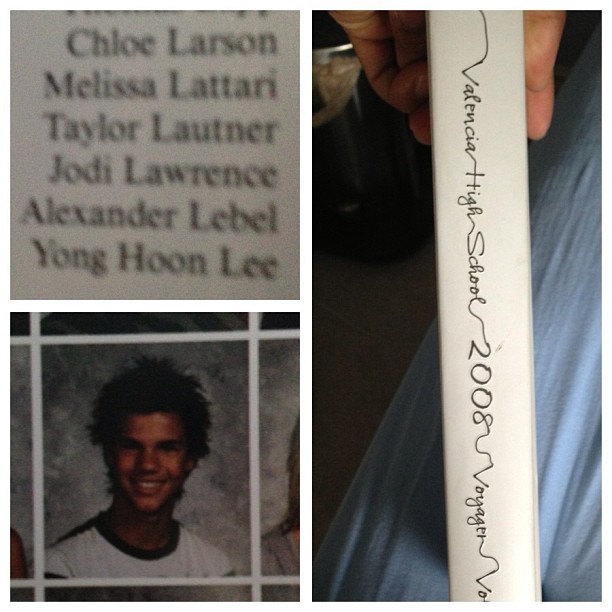 Chloe Larson
Melissa Lattari
Taylor Lautner
Jodi Lawrence
Alexander Lebel
Yong Hoon Lee
Valencia High School 2008 Voyager